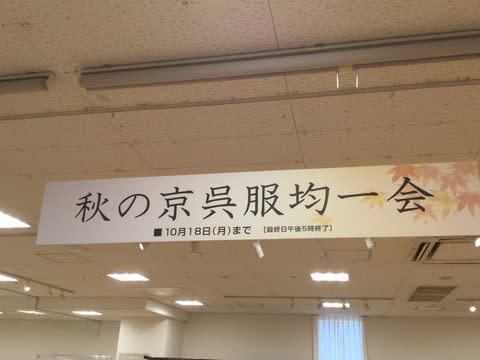 秋の京呉服均一会
■10月18日(月)まで [最終日午後5時終了]